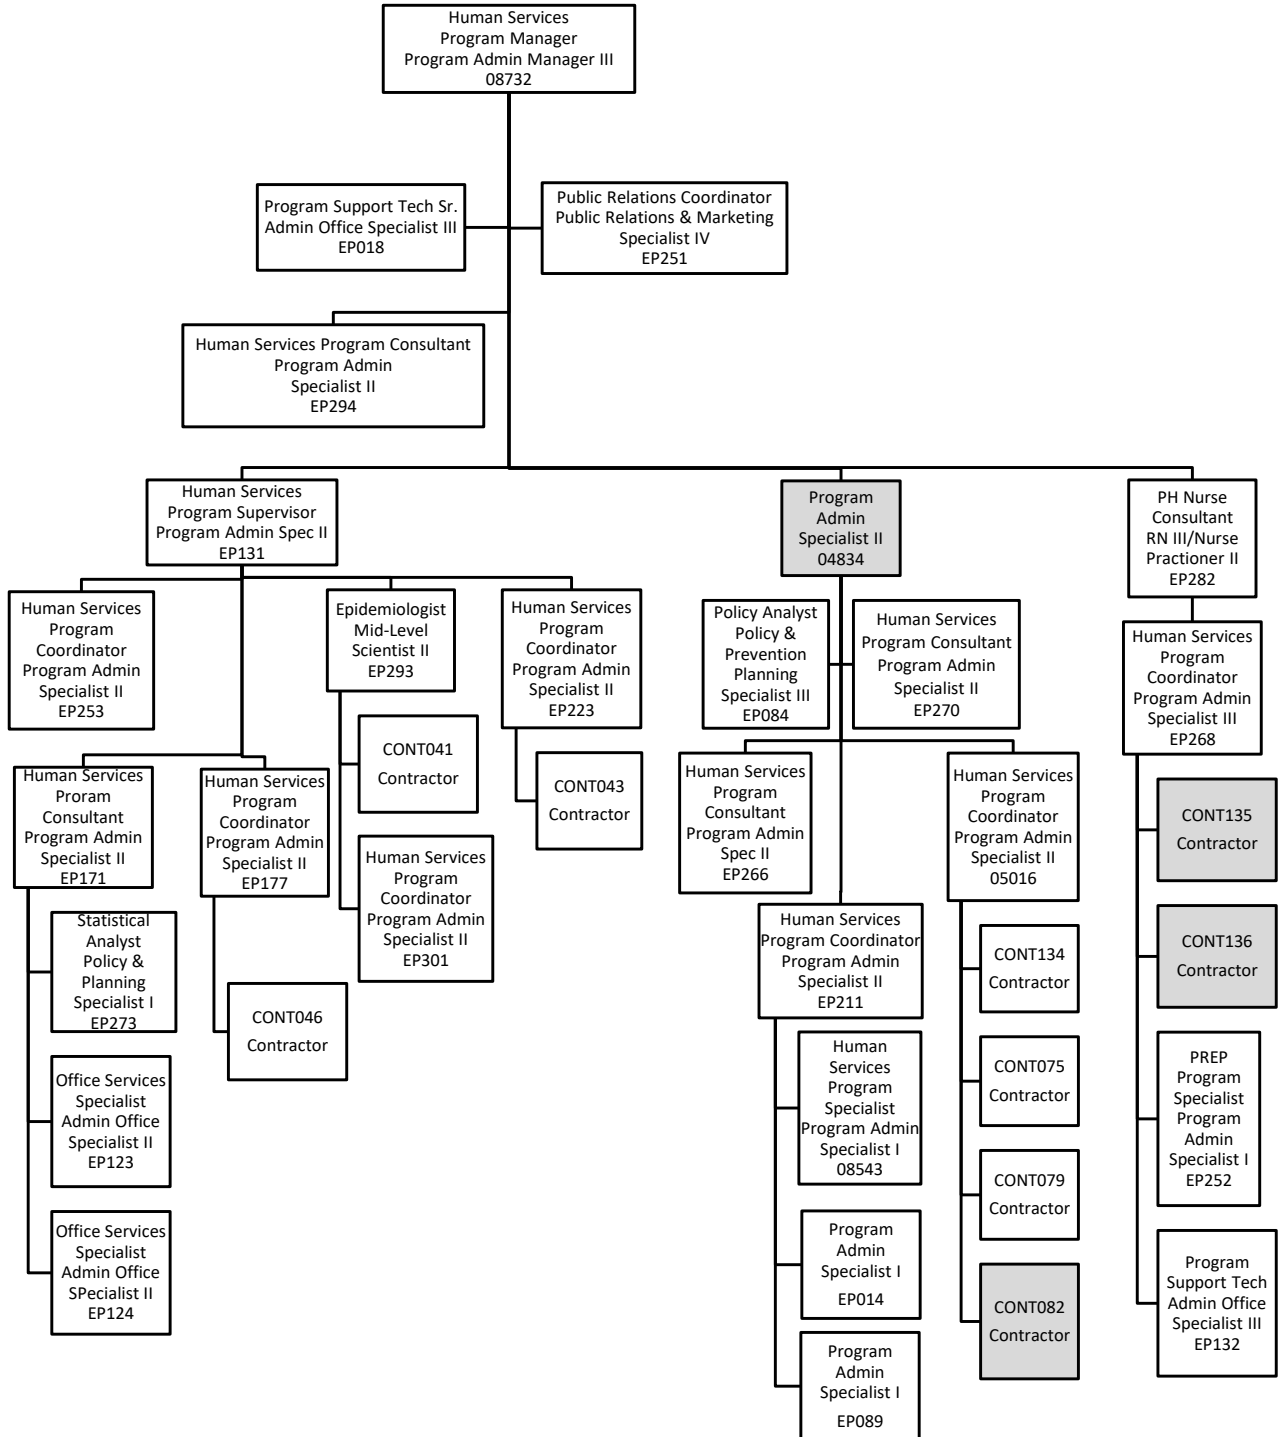 Human Services
Program Manager
Program Admin Manager III
08732
Program Support Tech Sr.
Admin Office Specialist III
EP018
Public Relations Coordinator
Public Relations & Marketing
Specialist IV
EP251
Human Services Program Consultant
Program Admin
Specialist II
EP294
Human Services
Program Supervisor
Program Admin Spec II
EP131
Program
Admin
Specialist II
04834
PH Nurse
Consultant
RN III/Nurse
Practioner II
EP282
Human Services
Program
Coordinator
Program Admin
Specialist II
EP253
Epidemiologist
Mid-Level
Scientist II
EP293
Human Services
Program
Coordinator
Program Admin
Specialist II
EP223
Policy Analyst
Policy &
Prevention
Planning
Specialist III
EP084
Human Services
Program Consultant
Program Admin
Specialist II
EP270
Human Services
Program
Coordinator
Program Admin
Specialist III
EP268
CONT041
Contractor
CONT043
Contractor
Human Services
Proram
Consultant
Program Admin
Specialist II
EP171
Human Services
Program
Coordinator
Program Admin
Specialist II
EP177
Human Services
Program
Coordinator
Program Admin
Specialist II
EP301
Human Services
Program
Consultant
Program Admin
Spec II
EP266
Human Services
Program
Coordinator
Program Admin
Specialist II
05016
CONT135
Contractor
CONT136
Contractor
Statistical
Analyst
Policy &
Planning
Specialist I
EP273
CONT046
Contractor
Human Services
Program Coordinator
Program Admin
Specialist II
EP211
CONT134
Contractor
Office Services
Specialist
Admin Office
Specialist II
EP123
Human
Services
Program
Specialist
Program Admin
Specialist I
08543
CONT075
Contractor
PREP
Program
Specialist
Program
Admin
Specialist I
EP252
CONT079
Contractor
Office Services
Specialist
Admin Office
SPecialist II
EP124
Program
Admin
Specialist I
EP014
CONT082
Contractor
Program
Support Tech
Admin Office
Specialist III
EP132
Program
Admin
Specialist I
EP089